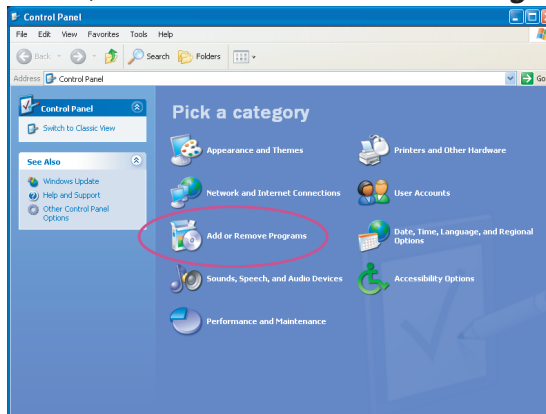 Control Panel
File Edit View Favorites Tools Help
Back Search Folders
Address Control Panel Go
Control Panel
Switch to Classic View
See Also
Windows Update
Help and Support
Other Control Panel
Options
Pick a category
Appearance and Themes
Printers and Other Hardware
Network and Internet Connections
User Accounts
Add or Remove Programs
Date, Time, Language, and Regional
Options
Sounds, Speech, and Audio Devices
Accessibility Options
Performance and Maintenance